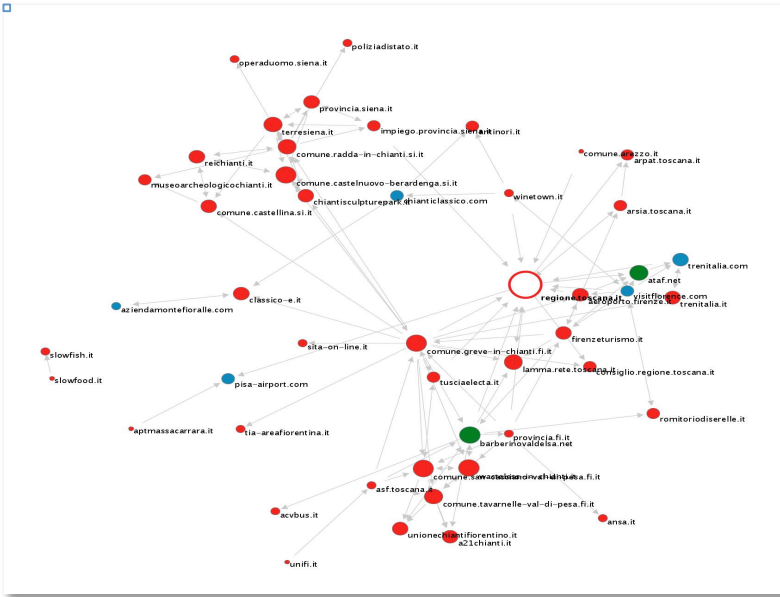 poliziadistato.it
operaduomo.siena.it
provincia.siena.it
terresiena.it
impiego.provincia.siena.it
comune.radda-in-chianti.si.it
comune.arezzo.it
arpat.toscana.it
reichianti.it
museoarcheologicochianti.it
comune.castelnuovo-berardenga.si.it
chiantisculpturepark.it
chianticlassico.com
winetown.it
comune.castellina.si.it
arsia.toscana.it
trenitalia.com
ataf.net
regione.toscana.it
visitflorence.com
aeroporto.firenze.it
trenitalia.it
classico-e.it
aziendamontefioralle.com
firenzeturismo.it
sita-on-line.it
comune.greve-in-chianti.fi.it
slowfish.it
lamma.rete.toscana.it
consiglio.regione.toscana.it
slowfood.it
pisa-airport.com
tusciaelecta.it
romitoriodiserelle.it
aptmassacarrara.it
tia-areafiorentina.it
provincia.fi.it
barberinovaldelsa.net
asf.toscana.it
comune.tavarnelle-val-di-pesa.fi.it
acvbus.it
ansa.it
unionechiantifiorentino.it
a21chianti.it
unifi.it